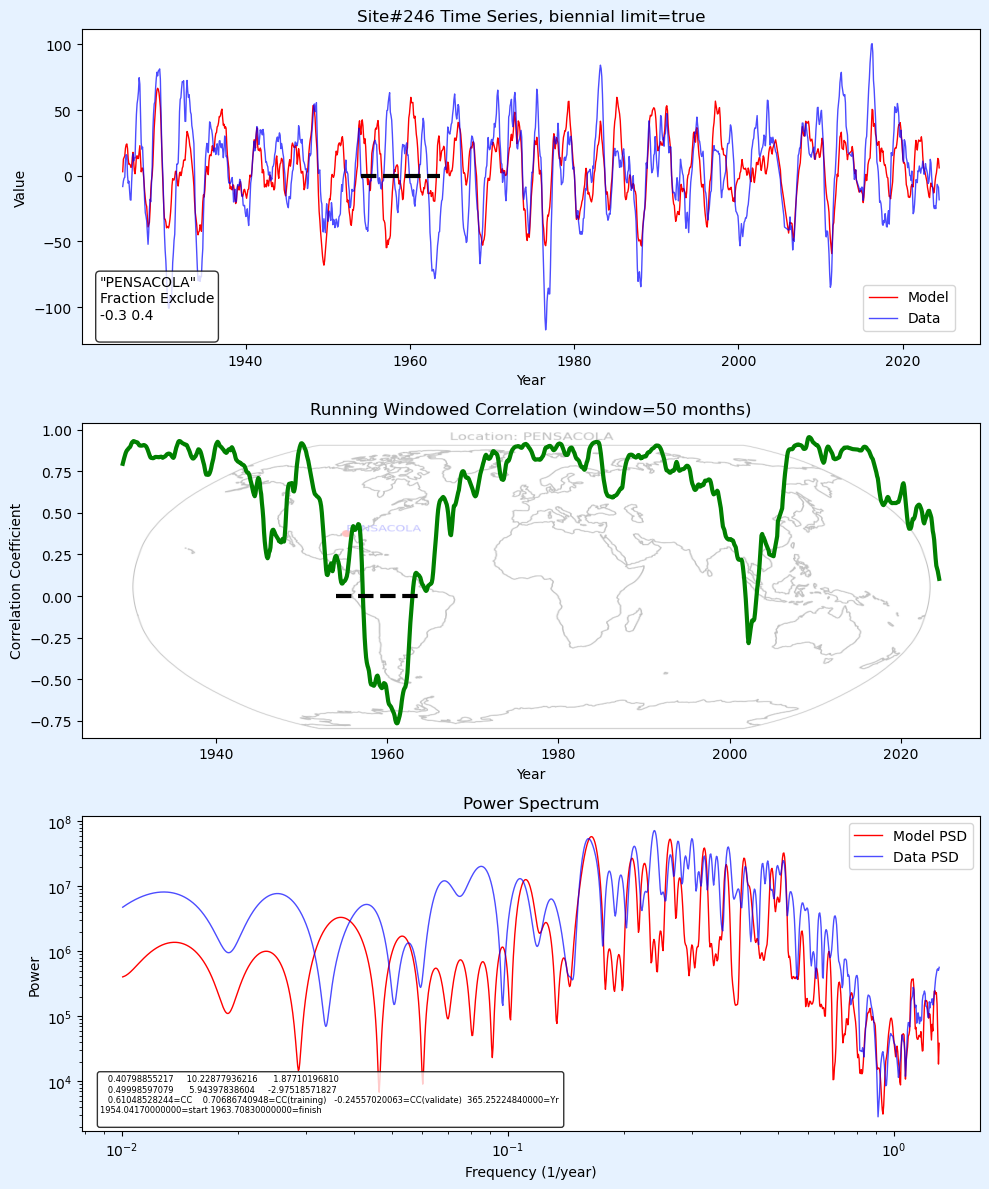 Site#246 Time Series, biennial limit=true
100
50
0
−50
−100
Value
"PENSACOLA"
Fraction Exclude
-0.3 0.4
Model
Data
1940 1960 1980 2000 2020
Year
Running Windowed Correlation (window=50 months)
Location: PENSACOLA
PENSACOLA
1.00
0.75
0.50
0.25
0.00
−0.25
−0.50
−0.75
Correlation Coefficient
1940 1960 1980 2000 2020
Year
Power Spectrum
Model PSD
Data PSD
10^8
10^7
10^6
10^5
10^4
Power
0.40798855217 10.22877936216 1.87710196810
0.49998597079 5.94397838604 -2.97518571827
0.61048528244=CC 0.70686740948=CC(training) -0.24557020063=CC(validate) 365.25224840000=Yr
1954.04170000000=start 1963.70830000000=finish
10^−2 10^−1 10^0
Frequency (1/year)